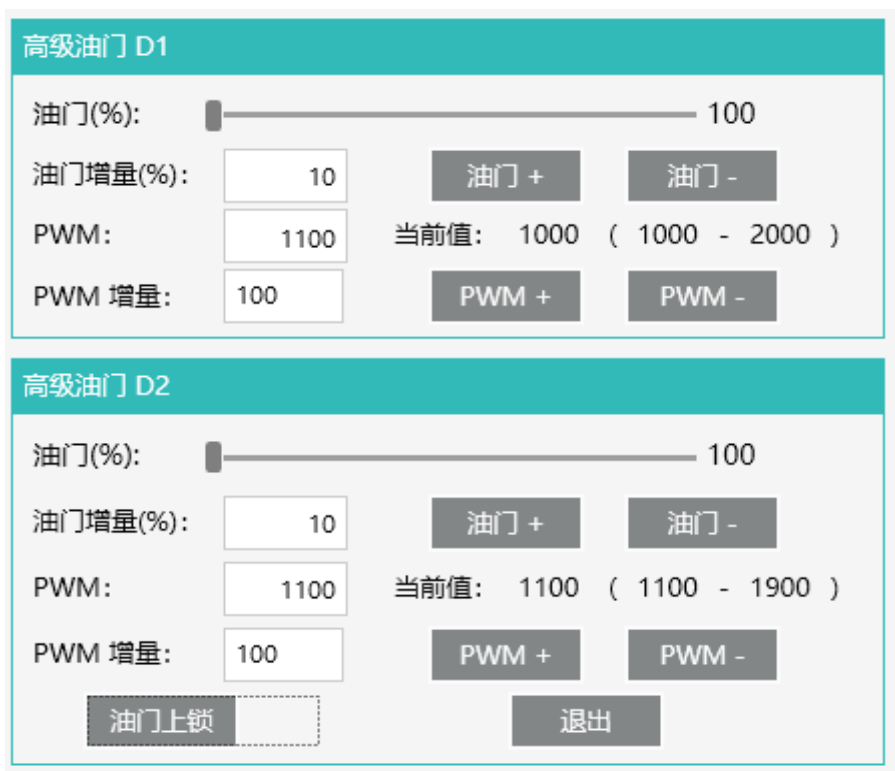 高级油门 D1
油门(%): 100
油门增量(%): 10 油门 + 油门 -
PWM: 1100 当前值: 1000 ( 1000 - 2000 )
PWM 增量: 100 PWM + PWM -
高级油门 D2
油门(%): 100
油门增量(%): 10 油门 + 油门 -
PWM: 1100 当前值: 1100 ( 1100 - 1900 )
PWM 增量: 100 PWM + PWM -
油门上锁 退出